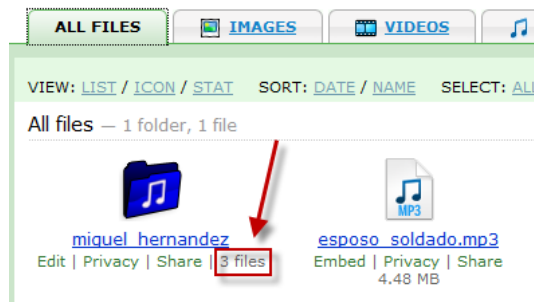 ALL FILES IMAGES VIDEOS
VIEW: LIST / ICON / STAT SORT: DATE / NAME SELECT:
All files — 1 folder, 1 file
MP3
miguel_hernandez esposo_soldado.mp3
Edit | Privacy | Share | 3 files Embed | Privacy | Share
4.48 MB